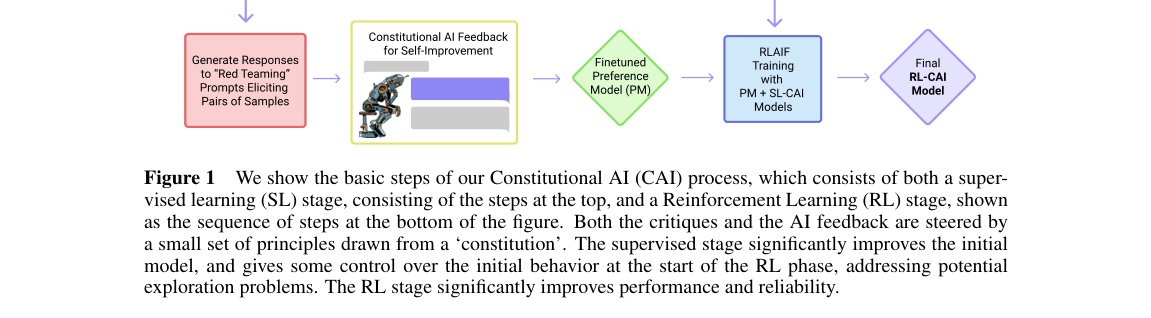 Generate Responses
to “Red Teaming”
Prompts Eliciting
Pairs of Samples
Constitutional AI Feedback
for Self-Improvement
Finetuned
Preference
Model (PM)
RLAIF
Training
with
PM + SL-CAI
Models
Final
RL-CAI
Model
Figure 1 We show the basic steps of our Constitutional AI (CAI) process, which consists of both a super-
vised learning (SL) stage, consisting of the steps at the top, and a Reinforcement Learning (RL) stage, shown
as the sequence of steps at the bottom of the figure. Both the critiques and the AI feedback are steered by
a small set of principles drawn from a ‘constitution’. The supervised stage significantly improves the initial
model, and gives some control over the initial behavior at the start of the RL phase, addressing potential
exploration problems. The RL stage significantly improves performance and reliability.